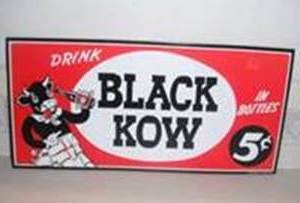 DRINK
BLACK
KOW
IN
BOTTLES
5¢